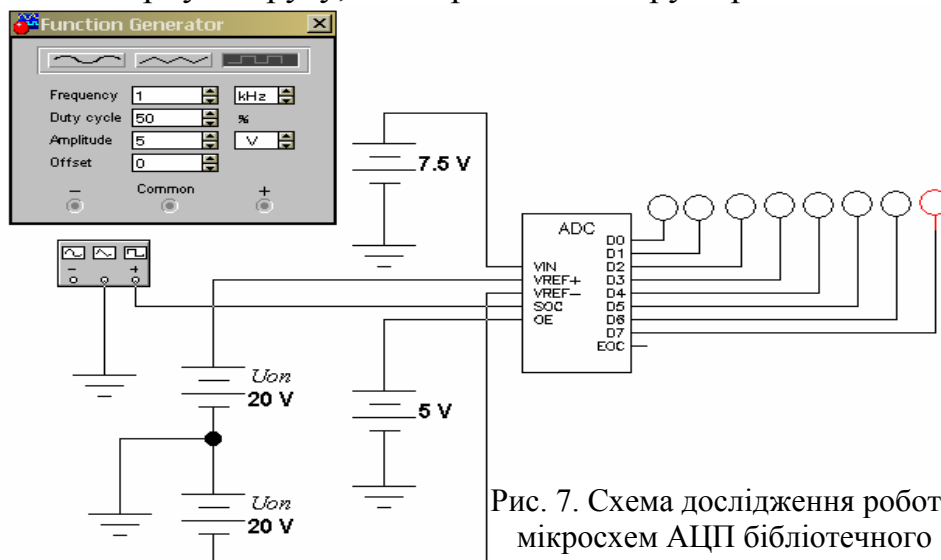 Function Generator
Frequency 1 kHz
Duty cycle 50 %
Amplitude 5 V
Offset 0
− Common +
7.5 V
ADC
VIN
VREF+
VREF−
SOC
OE
D0
D1
D2
D3
D4
D5
D6
D7
EOC
− +
Uon
20 V
5 V
Uon
20 V
Рис. 7. Схема дослідження робот
мікросхем АЦП бібліотечного